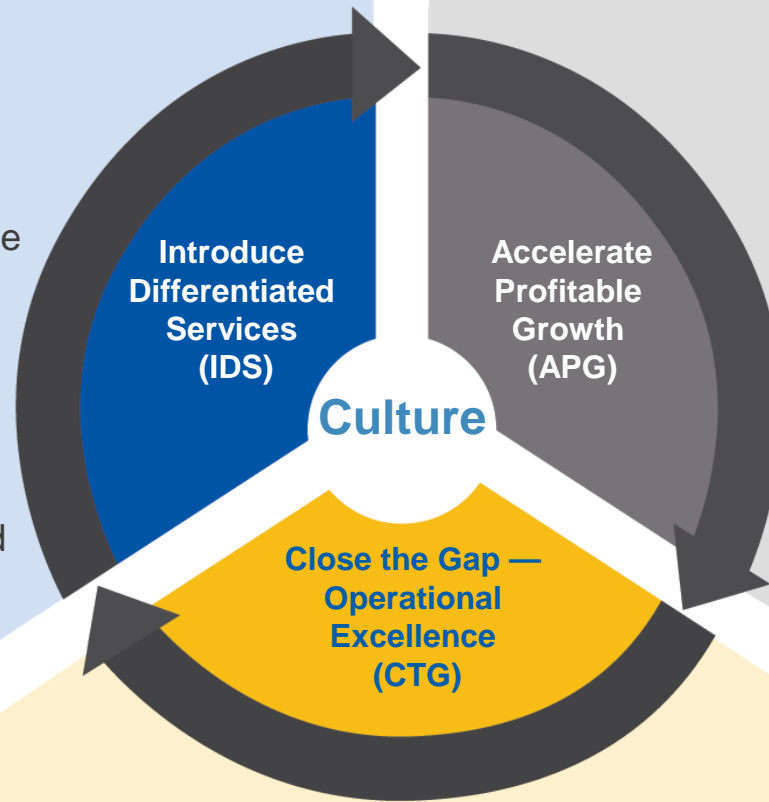 Introduce
Differentiated
Services
(IDS)
Accelerate
Profitable
Growth
(APG)
Culture
Close the Gap —
Operational
Excellence
(CTG)